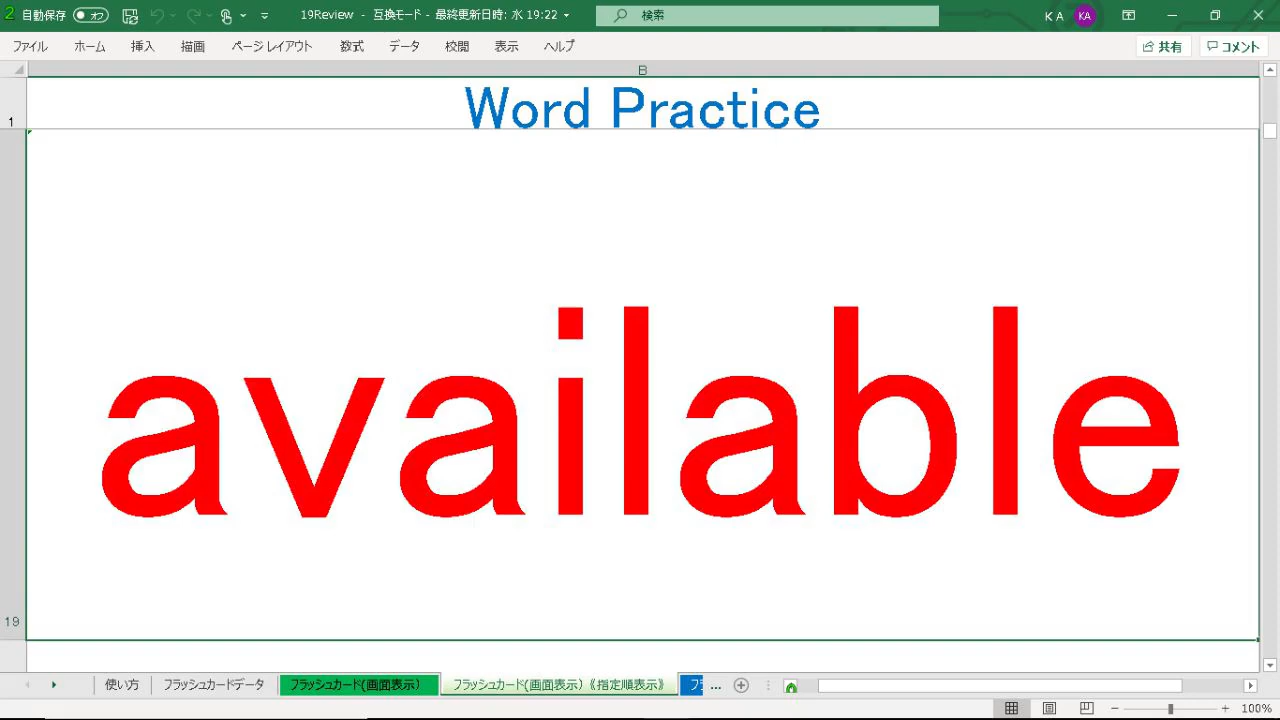 2 自動保存 オフ 19Review - 互換モード - 最終更新日時: 水 19:22 検索 K A KA
ファイル ホーム 挿入 描画 ページ レイアウト 数式 データ 校閲 表示 ヘルプ 共有 コメント
B
1 Word Practice
available
19
使い方 フラッシュカードデータ フラッシュカード(画面表示) フラッシュカード(画面表示)《指定順表示》 フラ ...
100%